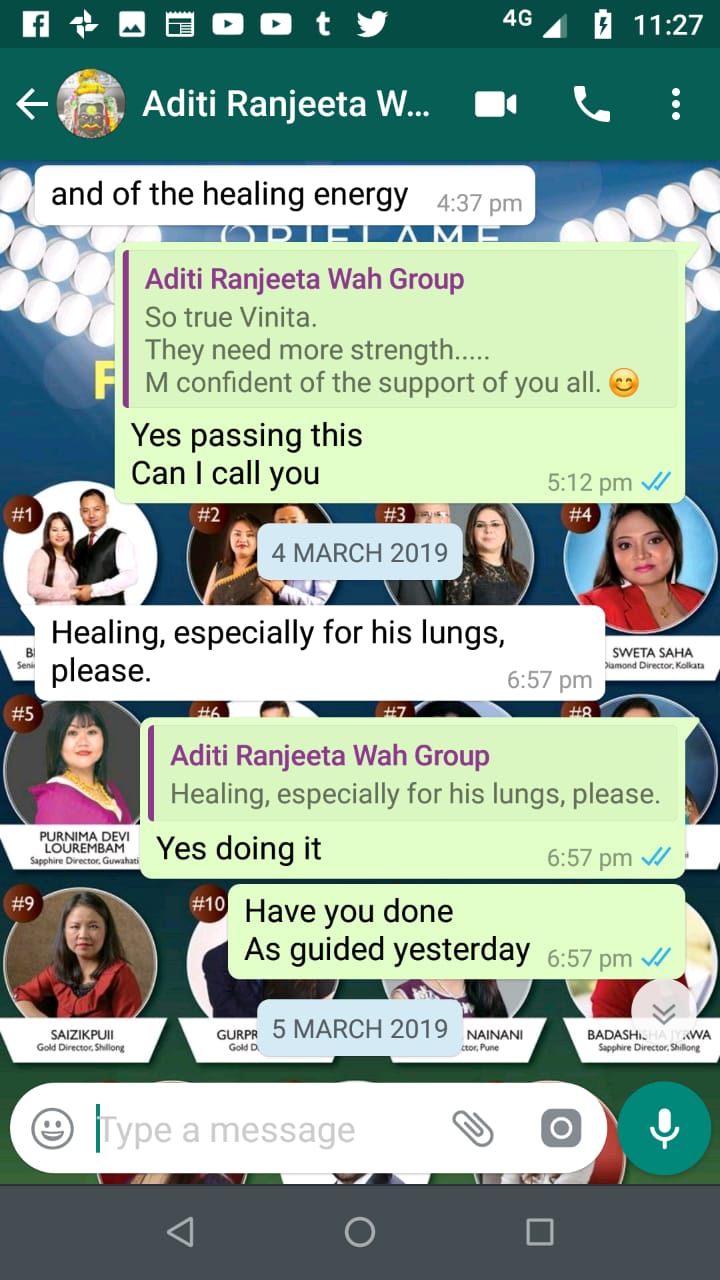 4G 11:27
Aditi Ranjeeta W...
and of the healing energy 4:37 pm
ORIFLAME
Aditi Ranjeeta Wah Group
So true Vinita.
They need more strength.....
M confident of the support of you all. 😊
F
Yes passing this
Can I call you 5:12 pm
#1 #2 #3 #4
4 MARCH 2019
Healing, especially for his lungs,
please. 6:57 pm
SWETA SAHA
Diamond Director, Kolkata
#5 #6 #7 #8
Aditi Ranjeeta Wah Group
Healing, especially for his lungs, please.
Yes doing it 6:57 pm
PURNIMA DEVI
LOUREMBAM
Sapphire Director, Guwahati
#9 #10
Have you done
As guided yesterday 6:57 pm
5 MARCH 2019
SAIZIKPUII
Gold Director, Shillong
GURPR
Gold D
NAINANI
ctor, Pune
Sapphire Director, Shillong
Type a message